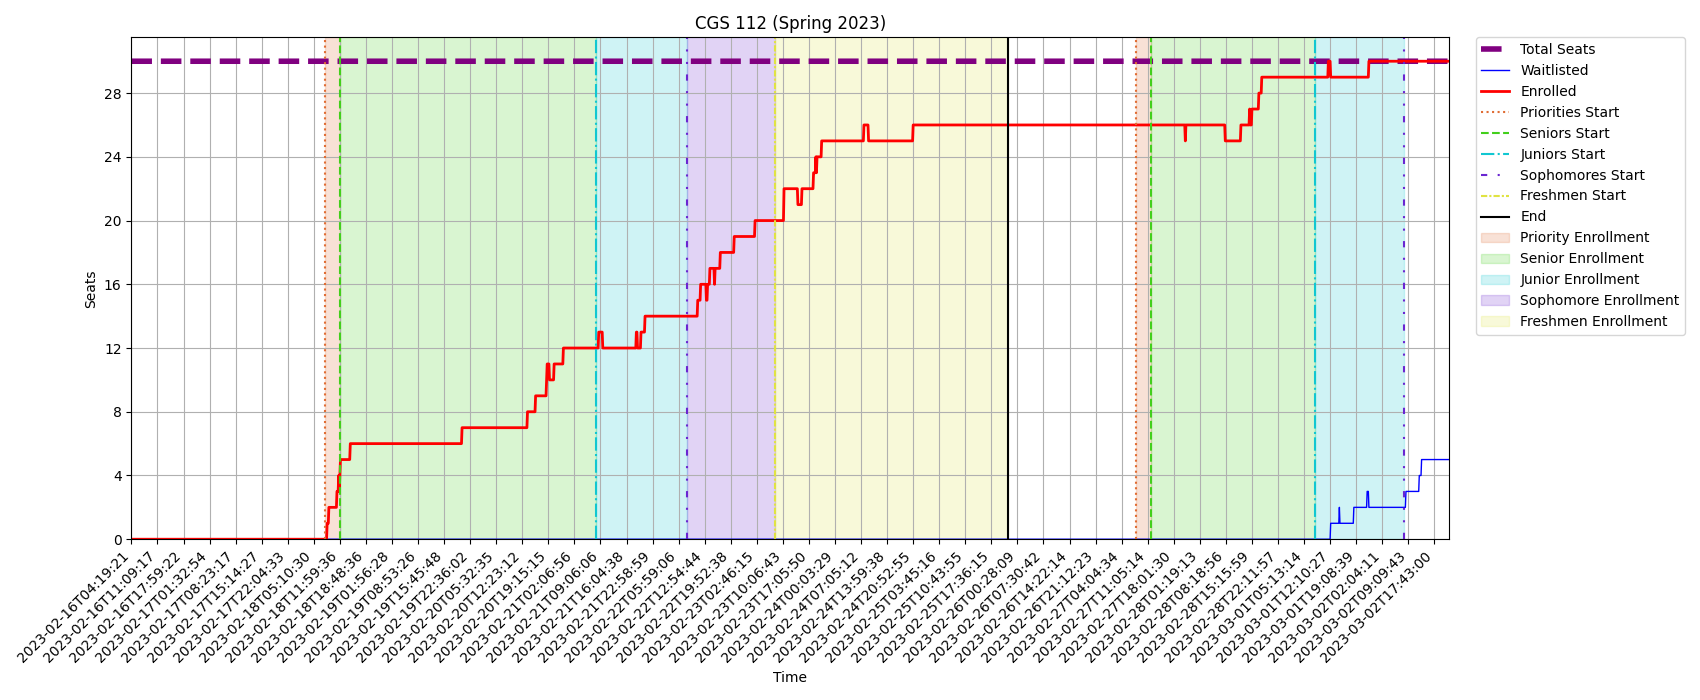 CGS 112 (Spring 2023)
Total Seats
Waitlisted
Enrolled
Priorities Start
Seniors Start
Juniors Start
Sophomores Start
Freshmen Start
End
Priority Enrollment
Senior Enrollment
Junior Enrollment
Sophomore Enrollment
Freshmen Enrollment
Seats
28
24
20
16
12
8
4
0
2023-02-16T04:19:21
2023-02-16T11:09:17
2023-02-16T17:59:22
2023-02-17T01:32:54
2023-02-17T08:23:17
2023-02-17T15:14:27
2023-02-17T22:04:33
2023-02-18T05:10:30
2023-02-18T11:59:36
2023-02-18T18:48:36
2023-02-19T01:56:28
2023-02-19T08:53:26
2023-02-19T15:45:48
2023-02-19T22:36:02
2023-02-20T05:32:35
2023-02-20T12:23:12
2023-02-20T19:15:15
2023-02-21T02:06:56
2023-02-21T09:06:06
2023-02-21T16:04:38
2023-02-21T22:58:59
2023-02-22T05:59:06
2023-02-22T12:54:44
2023-02-22T19:52:38
2023-02-23T02:46:15
2023-02-23T10:06:43
2023-02-23T17:05:50
2023-02-24T00:03:29
2023-02-24T07:05:12
2023-02-24T13:59:38
2023-02-24T20:52:55
2023-02-25T03:45:16
2023-02-25T10:43:55
2023-02-25T17:36:15
2023-02-26T00:28:09
2023-02-26T07:30:42
2023-02-26T14:22:14
2023-02-26T21:12:23
2023-02-27T04:04:34
2023-02-27T11:05:14
2023-02-27T18:01:30
2023-02-28T01:19:13
2023-02-28T08:18:56
2023-02-28T15:15:59
2023-02-28T22:11:57
2023-03-01T05:13:14
2023-03-01T12:10:27
2023-03-01T19:08:39
2023-03-02T02:04:11
2023-03-02T09:09:43
2023-03-02T17:43:00
Time